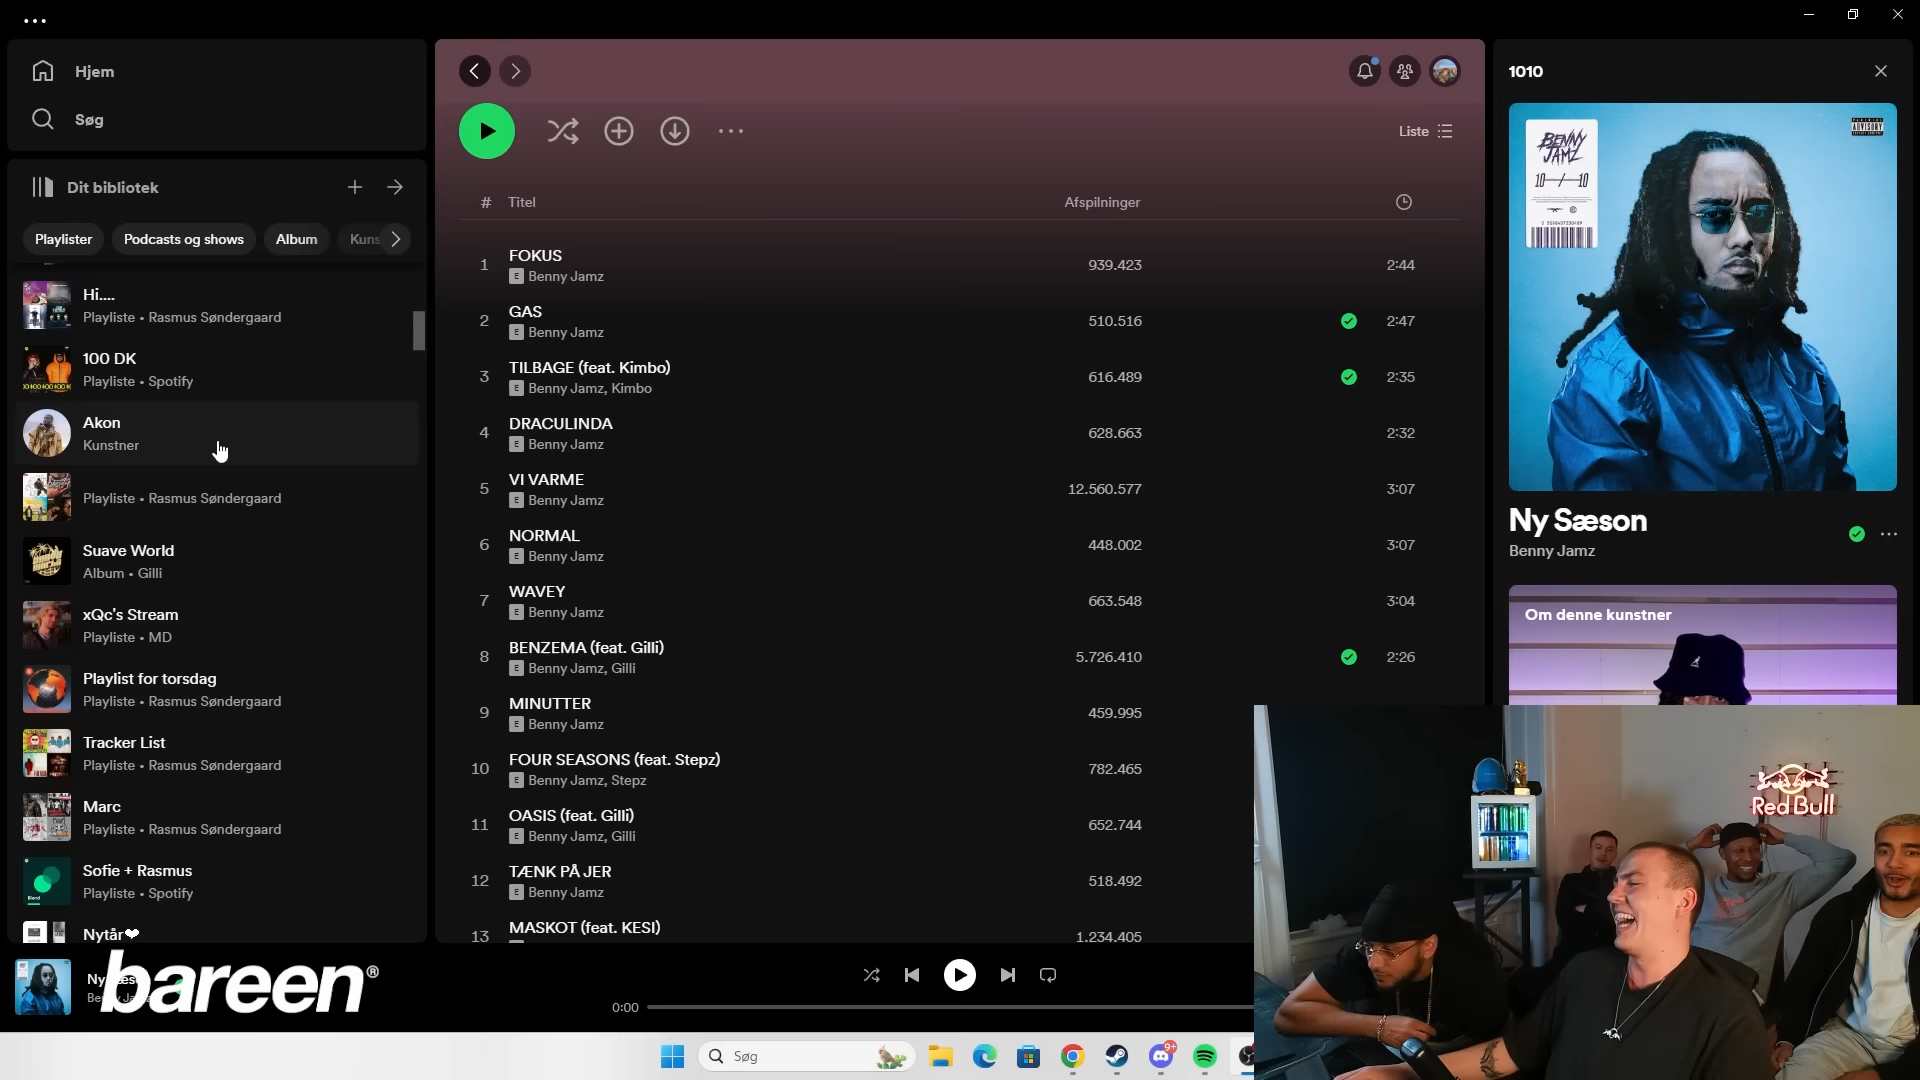 Hjem
Søg
Dit bibliotek
Playlister
Podcasts og shows
Album
Kuns
Hi....
Playliste • Rasmus Søndergaard
100 DK
Playliste • Spotify
Akon
Kunstner
Playliste • Rasmus Søndergaard
Suave World
Album • Gilli
xQc's Stream
Playliste • MD
Playlist for torsdag
Playliste • Rasmus Søndergaard
Tracker List
Playliste • Rasmus Søndergaard
Marc
Playliste • Rasmus Søndergaard
Sofie + Rasmus
Playliste • Spotify
Nytår❤
bareen®
Liste
# Titel Afspilninger
1 FOKUS 939.423 2:44
E Benny Jamz
2 GAS 510.516 2:47
E Benny Jamz
3 TILBAGE (feat. Kimbo) 616.489 2:35
E Benny Jamz, Kimbo
4 DRACULINDA 628.663 2:32
E Benny Jamz
5 VI VARME 12.560.577 3:07
E Benny Jamz
6 NORMAL 448.002 3:07
E Benny Jamz
7 WAVEY 663.548 3:04
E Benny Jamz
8 BENZEMA (feat. Gilli) 5.726.410 2:26
E Benny Jamz, Gilli
9 MINUTTER 459.995
E Benny Jamz
10 FOUR SEASONS (feat. Stepz) 782.465
E Benny Jamz, Stepz
11 OASIS (feat. Gilli) 652.744
E Benny Jamz, Gilli
12 TÆNK PÅ JER 518.492
E Benny Jamz
13 MASKOT (feat. KESI) 1.234.405
0:00
1010
BENNY
JAMZ
10 / 10
ADVISORY
Ny Sæson
Benny Jamz
Om denne kunstner
Red Bull
Søg
9+